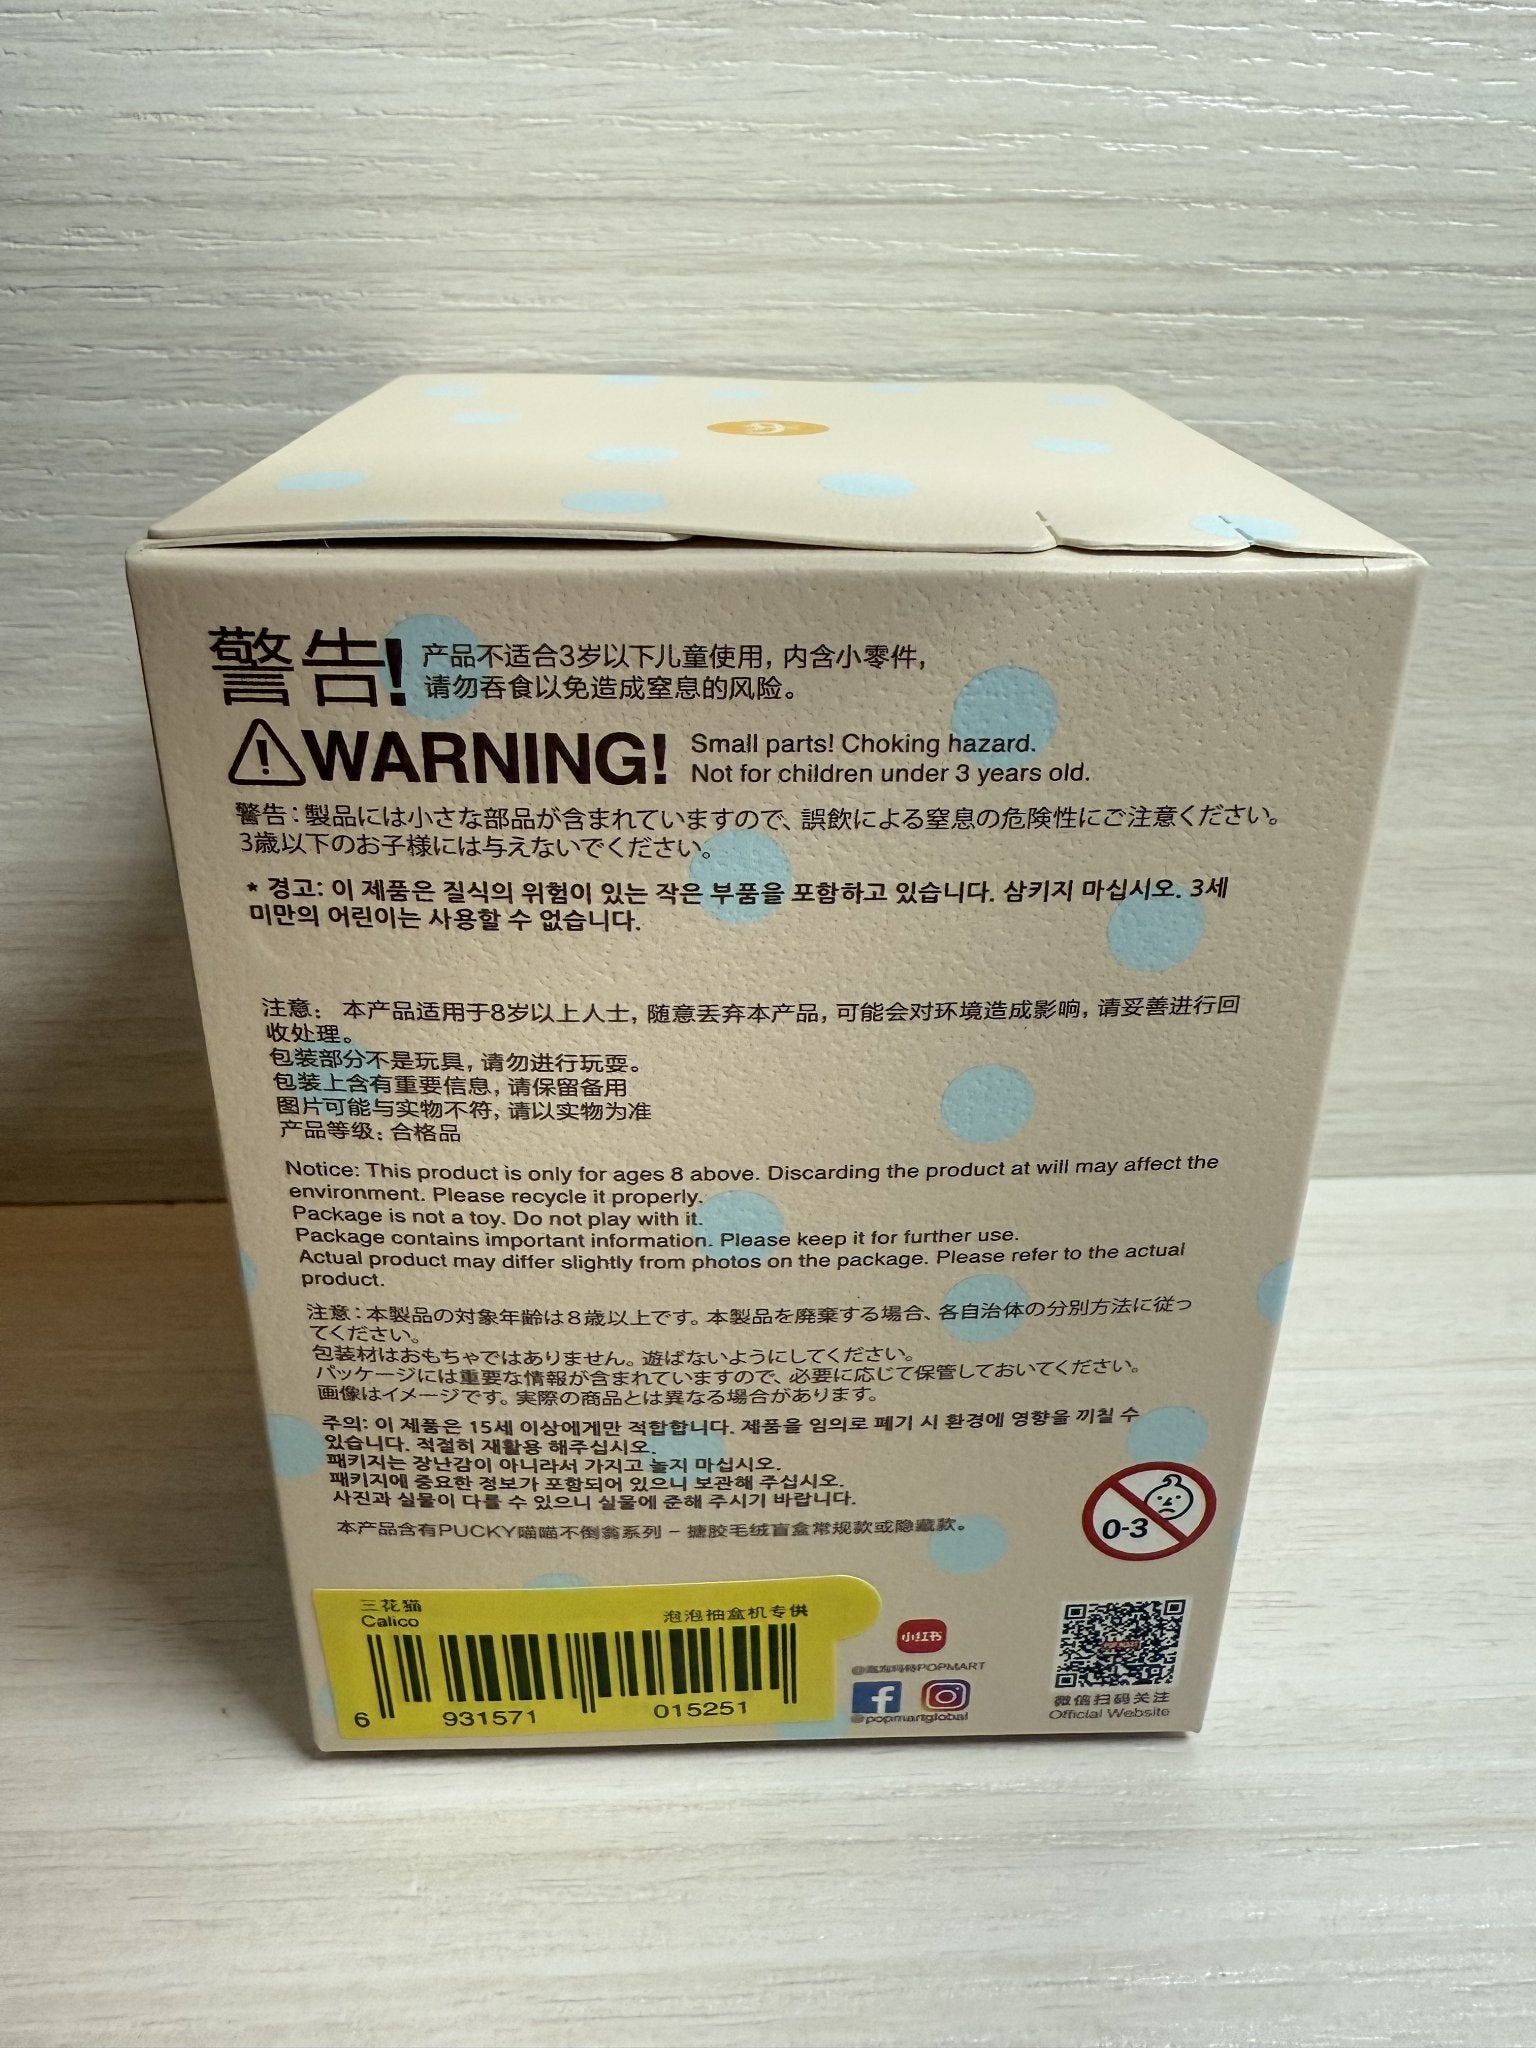 警告! 产品不适合3岁以下儿童使用，内含小零件，
请勿吞食以免造成窒息的风险。
WARNING! Small parts! Choking hazard.
Not for children under 3 years old.
警告：製品には小さな部品が含まれていますので、誤飲による窒息の危険性にご注意ください。
3歳以下のお子様には与えないでください。
* 경고: 이 제품은 질식의 위험이 있는 작은 부품을 포함하고 있습니다. 삼키지 마십시오. 3세
미만의 어린이는 사용할 수 없습니다.
注意： 本产品适用于8岁以上人士，随意丢弃本产品，可能会对环境造成影响，请妥善进行回
收处理。
包装部分不是玩具，请勿进行玩耍。
包装上含有重要信息，请保留备用
图片可能与实物不符，请以实物为准
产品等级：合格品
Notice: This product is only for ages 8 above. Discarding the product at will may affect the
environment. Please recycle it properly.
Package is not a toy. Do not play with it.
Package contains important information. Please keep it for further use.
Actual product may differ slightly from photos on the package. Please refer to the actual
product.
注意：本製品の対象年齢は8歳以上です。本製品を廃棄する場合、各自治体の分別方法に従っ
てください。
包装材はおもちゃではありません。遊ばないようにしてください。
パッケージには重要な情報が含まれていますので、必要に応じて保管しておいてください。
画像はイメージです。実際の商品とは異なる場合があります。
주의: 이 제품은 15세 이상에게만 적합합니다. 제품을 임의로 폐기 시 환경에 영향을 끼칠 수
있습니다. 적절히 재활용 해주십시오.
패키지는 장난감이 아니라서 가지고 놀지 마십시오.
패키지에 중요한 정보가 포함되어 있으니 보관해 주십시오.
사진과 실물이 다를 수 있으니 실물에 준해 주시기 바랍니다.
本产品含有PUCKY喵喵不倒翁系列 - 搪胶毛绒盲盒常规款或隐藏款。
0-3
三花猫
Calico
泡泡抽盒机专供
6 931571 015251
小红书
POPMART
@popmartglobal
微信扫码关注
Official Website